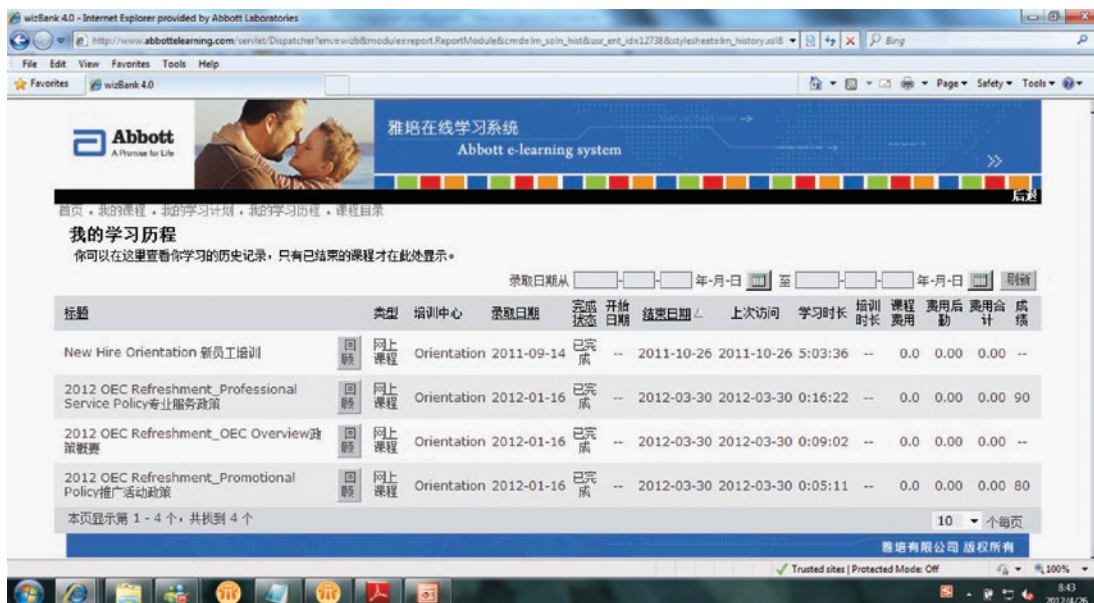 wizBank 4.0 - Internet Explorer provided by Abbott Laboratories
http://www.abbottelearning.com/servlet/Dispatcher?env=wizb&module=report.ReportModule&cmd=lrn_soln_hist&usr_ent_id=12738&stylesheet=lrn_history.xsl&
Bing
File Edit View Favorites Tools Help
Favorites wizBank 4.0 Page Safety Tools
Abbott
A Promise for Life
雅培在线学习系统
Abbott e-learning system
后退
首页 我的课程 我的学习计划 我的学习历程 课程目录
我的学习历程
你可以在这里查看你学习的历史记录，只有已结束的课程才在此处显示。
录取日期从 - - 年-月-日 至 - - 年-月-日 刷新
标题 类型 培训中心 录取日期 完成状态 开始日期 结束日期 上次访问 学习时长 培训时长 课程费用 费用后勤 费用合计 成绩
New Hire Orientation 新员工培训 回顾 网上课程 Orientation 2011-09-14 已完成 -- 2011-10-26 2011-10-26 5:03:36 -- 0.0 0.00 0.00 --
2012 OEC Refreshment_Professional
Service Policy专业服务政策 回顾 网上课程 Orientation 2012-01-16 已完成 -- 2012-03-30 2012-03-30 0:16:22 -- 0.0 0.00 0.00 90
2012 OEC Refreshment_OEC Overview政
策概要 回顾 网上课程 Orientation 2012-01-16 已完成 -- 2012-03-30 2012-03-30 0:09:02 -- 0.0 0.00 0.00 --
2012 OEC Refreshment_Promotional
Policy推广活动政策 回顾 网上课程 Orientation 2012-01-16 已完成 -- 2012-03-30 2012-03-30 0:05:11 -- 0.0 0.00 0.00 80
本页显示第 1 - 4 个，共找到 4 个 10 个每页
雅培有限公司 版权所有
Trusted sites | Protected Mode: Off 100%
8:43
2012/4/26